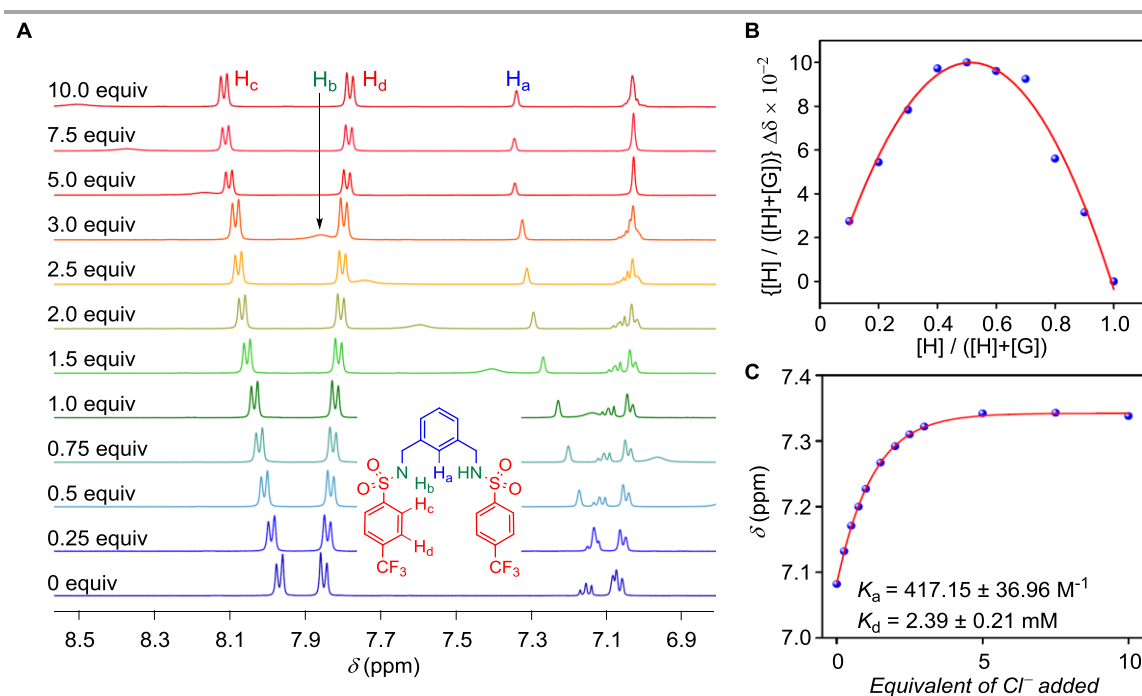 A
10.0 equiv
7.5 equiv
5.0 equiv
3.0 equiv
2.5 equiv
2.0 equiv
1.5 equiv
1.0 equiv
0.75 equiv
0.5 equiv
0.25 equiv
0 equiv
Hc Hb Hd Ha
O O S N Hb Ha HN S O O
Hc
Hd
CF3 CF3
8.5 8.3 8.1 7.9 7.7 7.5 7.3 7.1 6.9
δ (ppm)
B
{[H] / ([H]+[G])} Δδ × 10−2
10
8
6
4
2
0
0 0.2 0.4 0.6 0.8 1.0
[H] / ([H]+[G])
C
δ (ppm)
7.4
7.3
7.2
7.1
7.0
Ka = 417.15 ± 36.96 M-1
Kd = 2.39 ± 0.21 mM
0 5 10
Equivalent of Cl− added